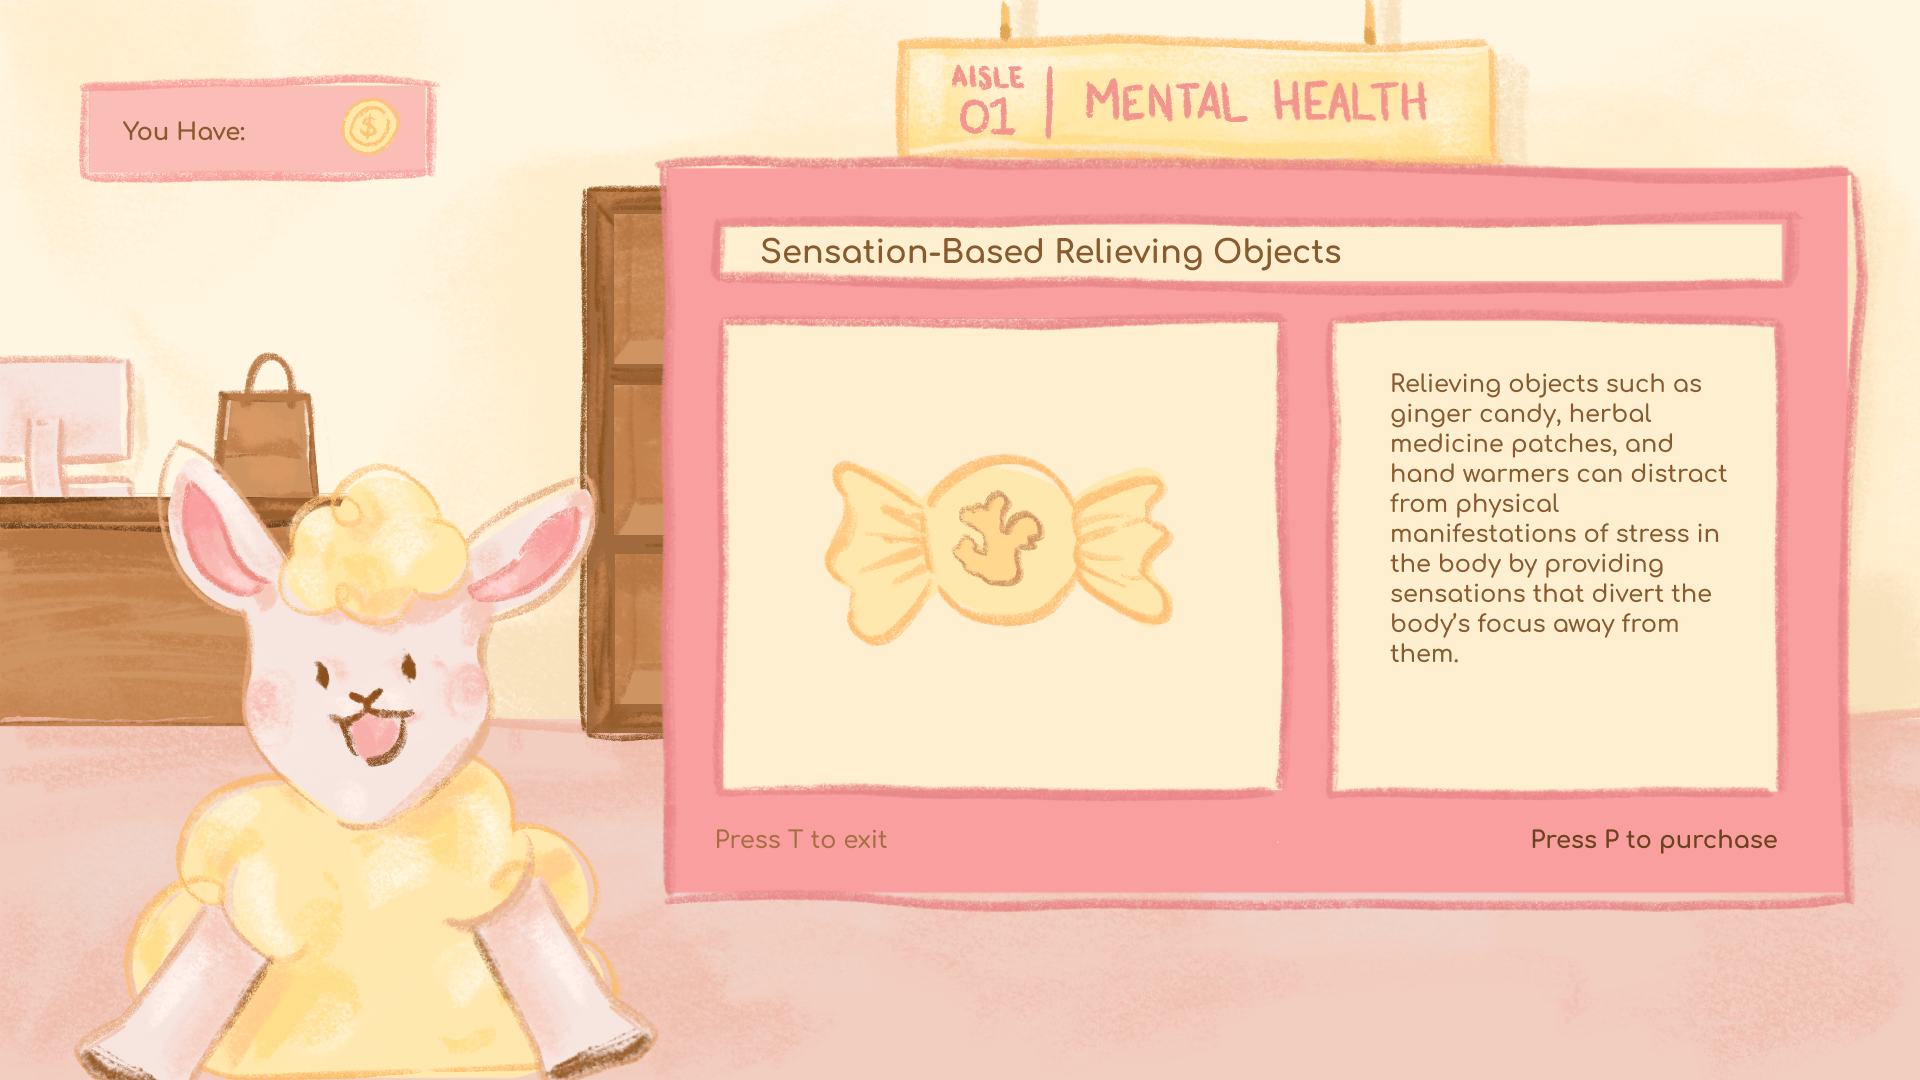 You Have:
$
AISLE
01
MENTAL HEALTH
Sensation-Based Relieving Objects
Relieving objects such as
ginger candy, herbal
medicine patches, and
hand warmers can distract
from physical
manifestations of stress in
the body by providing
sensations that divert the
body’s focus away from
them.
Press T to exit
Press P to purchase